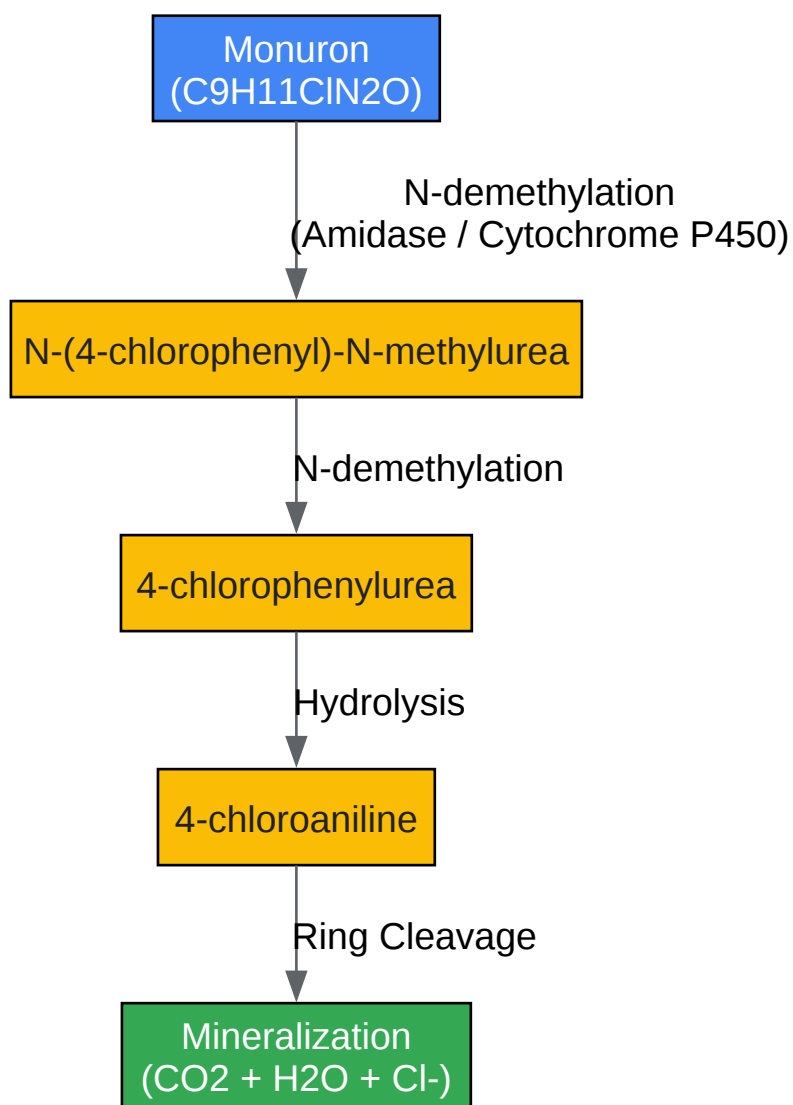 Monuron
(C9H11ClN2O)
N-demethylation
(Amidase / Cytochrome P450)
N-(4-chlorophenyl)-N-methylurea
N-demethylation
4-chlorophenylurea
Hydrolysis
4-chloroaniline
Ring Cleavage
Mineralization
(CO2 + H2O + Cl-)